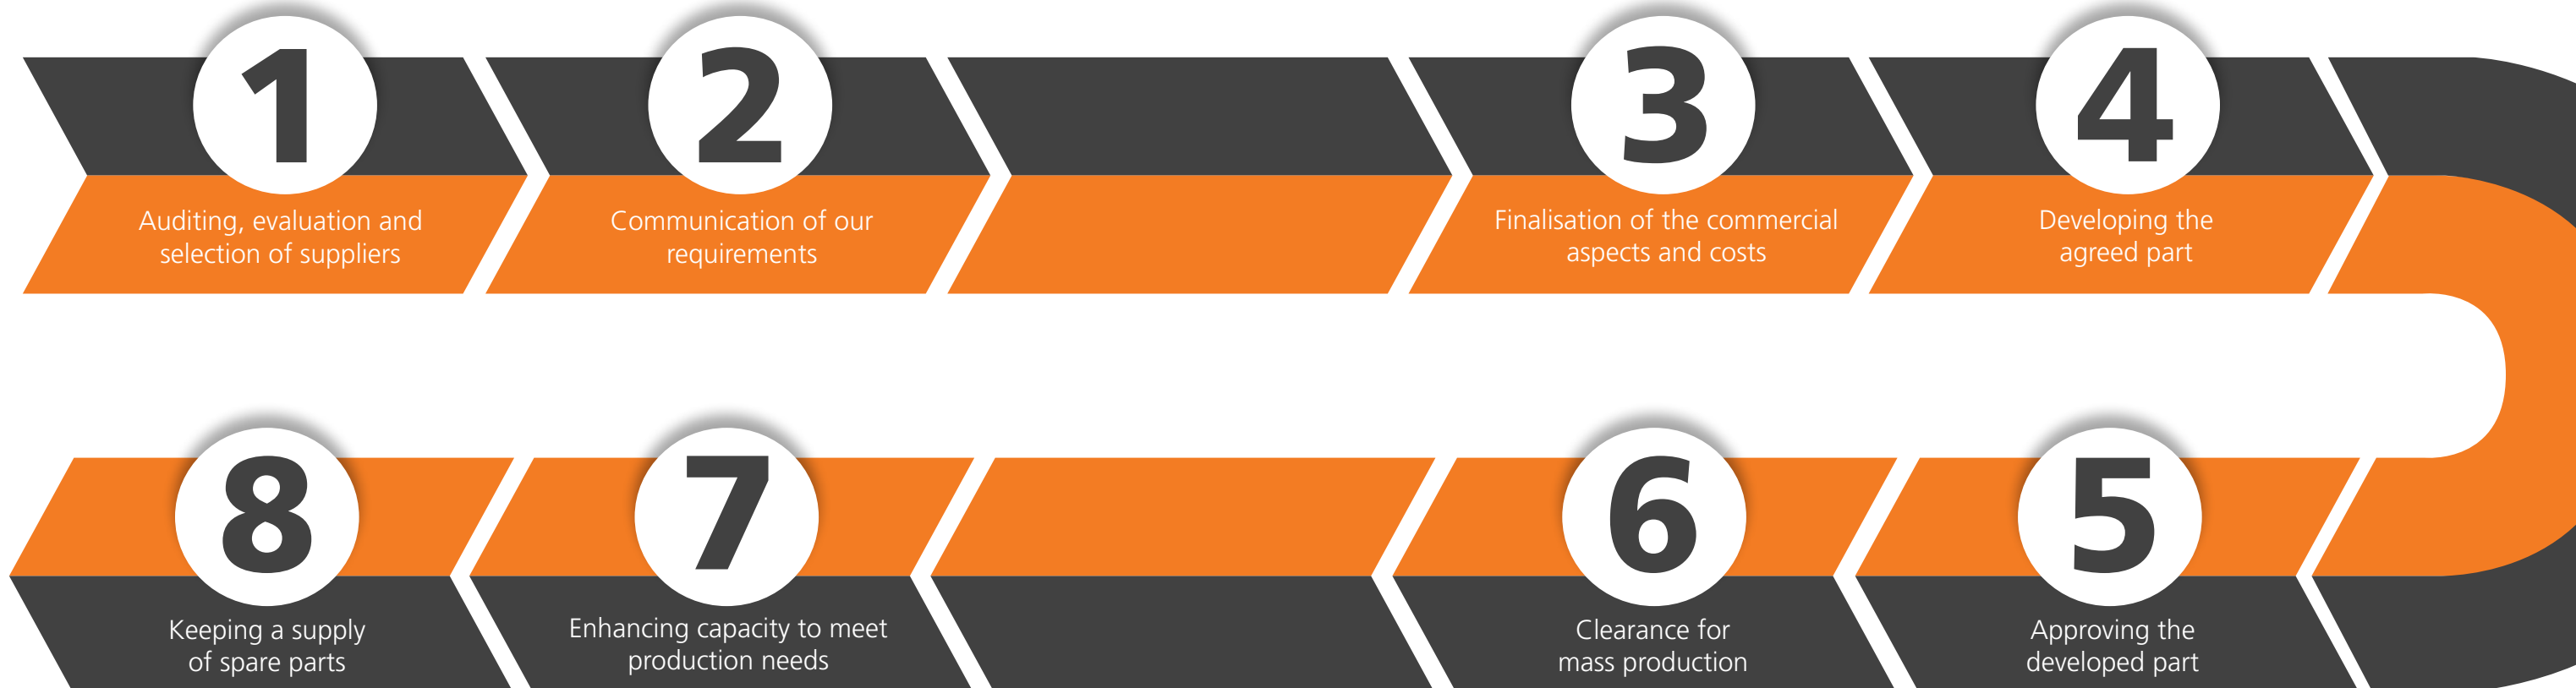 1
Auditing, evaluation and
selection of suppliers
2
Communication of our
requirements
3
Finalisation of the commercial
aspects and costs
4
Developing the
agreed part
5
Approving the
developed part
6
Clearance for
mass production
7
Enhancing capacity to meet
production needs
8
Keeping a supply
of spare parts